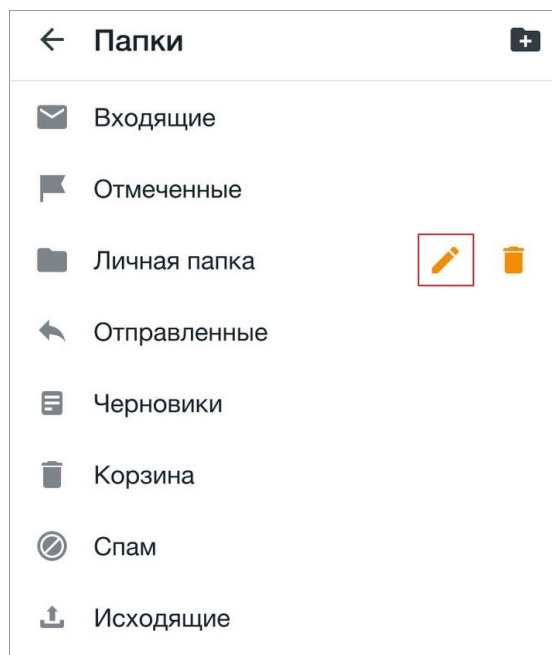 Папки
Входящие
Отмеченные
Личная папка
Отправленные
Черновики
Корзина
Спам
Исходящие